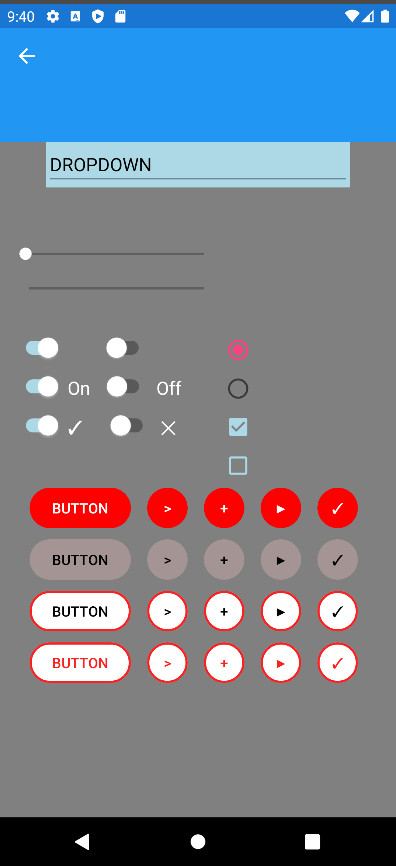 9:40
DROPDOWN
On Off
✓ ✕
BUTTON > + ▶ ✓
BUTTON > + ▶ ✓
BUTTON > + ▶ ✓
BUTTON > + ▶ ✓